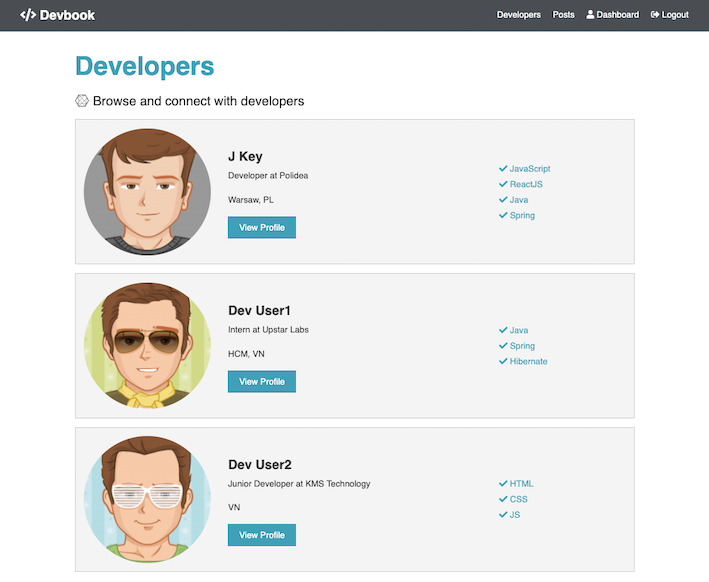 </> Devbook
Developers Posts Dashboard Logout
Developers
Browse and connect with developers
J Key
Developer at Polidea
Warsaw, PL
View Profile
JavaScript
ReactJS
Java
Spring
Dev User1
Intern at Upstar Labs
HCM, VN
View Profile
Java
Spring
Hibernate
Dev User2
Junior Developer at KMS Technology
VN
View Profile
HTML
CSS
JS